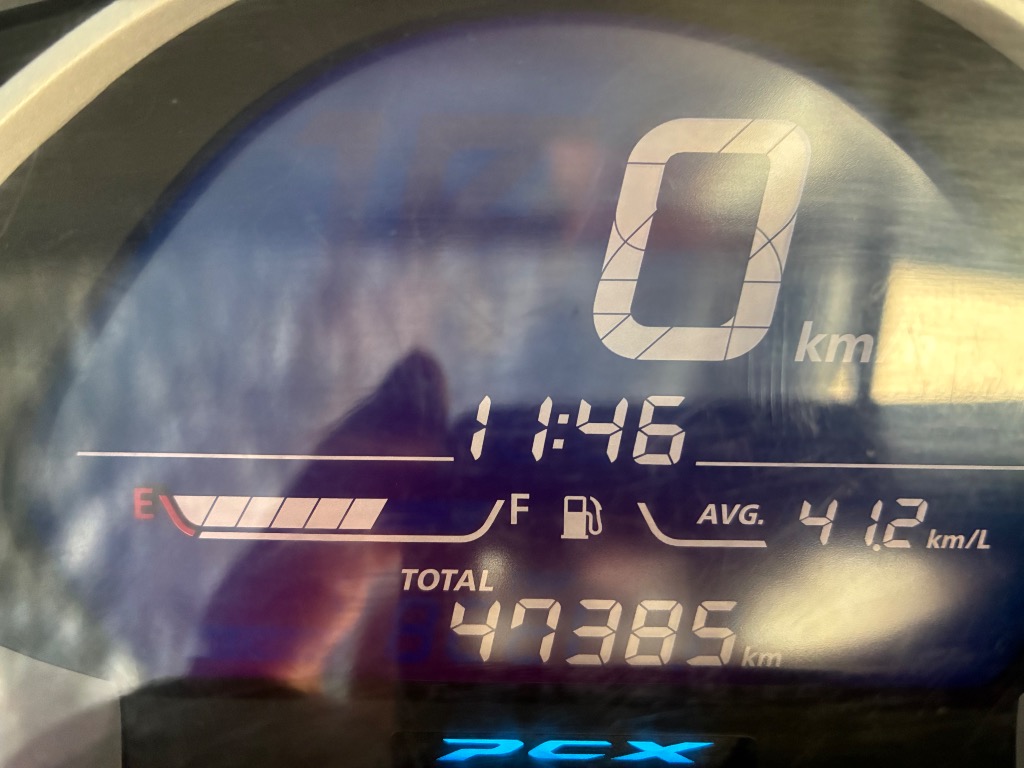 0 km
11:46
E F AVG. 41.2 km/L
TOTAL
47385 km
PCX